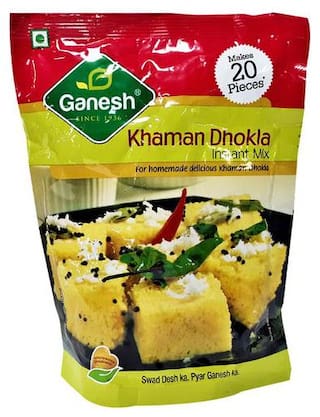 Makes
20
Pieces
Ganesh®
SINCE 1936
Khaman Dhokla
Instant Mix
For homemade delicious Khaman Dhokla
Swad Desh ka. Pyar Ganesh ka.